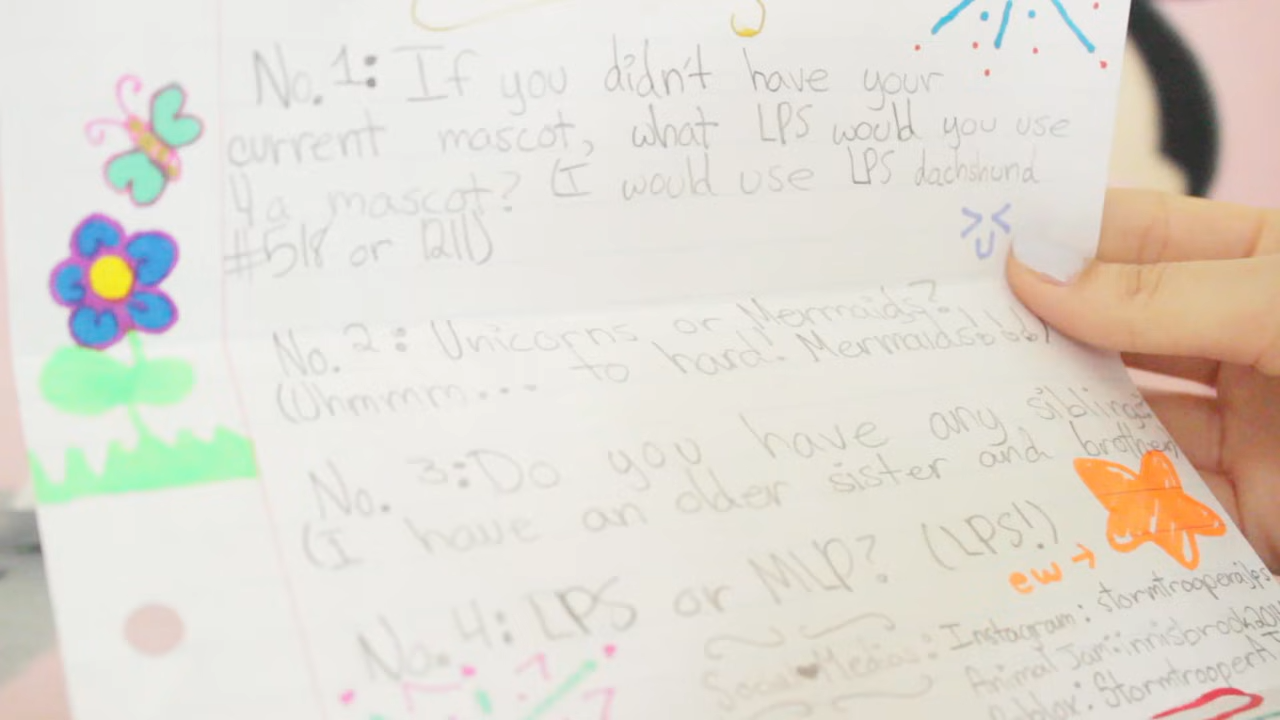 No. 1: If you didn't have your
current mascot, what LPS would you use
4 a mascot? (I would use LPS dachshund
#518 or 1211)
>u<
No. 2: Unicorns or Mermaids?
(Uhmmm... to hard! Mermaids!
No. 3: Do you have any siblings
(I have an older sister and brother
No. 4: LPS or MLP? (LPS!)
ew →
Social ♥ Media: Instagram: stormtrooperajlps
Animal Jam: innisbrook201
Roblox: Stormtrooper